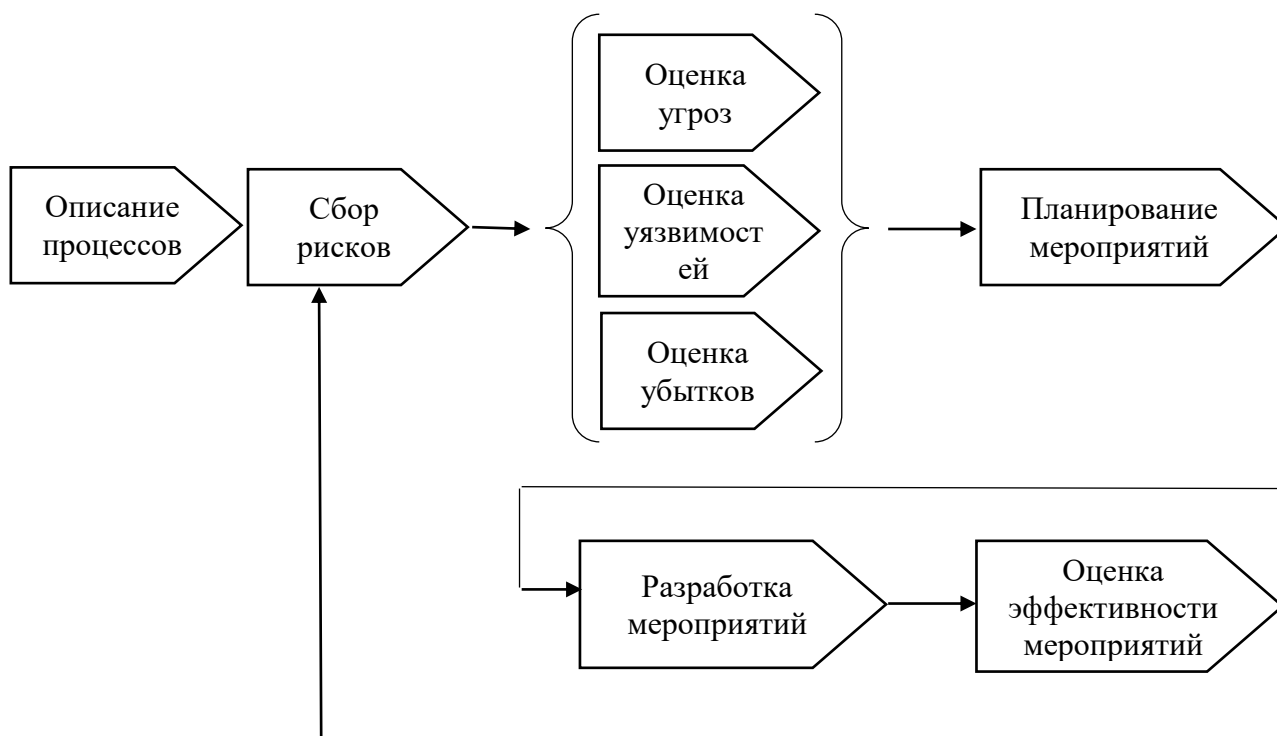 Описание
процессов
Сбор
рисков
Оценка
угроз
Оценка
уязвимост
ей
Оценка
убытков
Планирование
мероприятий
Разработка
мероприятий
Оценка
эффективности
мероприятий